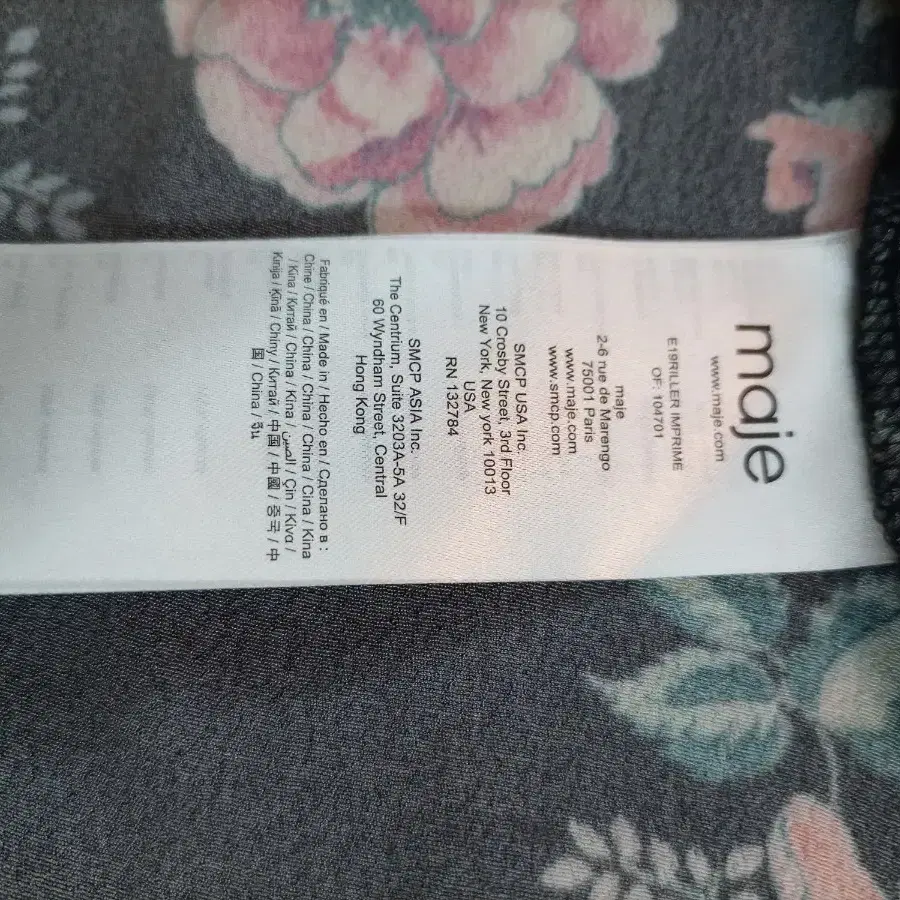 maje
www.maje.com
E19RILLER IMPRIME
OF: 104701
maje
2-6 rue de Marengo
75001 Paris
www.maje.com
www.smcp.com
SMCP USA Inc.
10 Crosby Street, 3rd Floor
New York, New york 10013
USA
RN 132784
SMCP ASIA Inc.
The Centrium, Suite 3203A-5A 32/F
60 Wyndham Street, Central
Hong Kong
Fabriqué en / Made in / Hecho en / Сделано в :
Chine / China / China / China / China / Cina / Kina
/ Kina / Китай / China / Kina / الصين / Çin / Κίνα /
Kinija / Ķīnā / Chiny / Китай / 中国 / 中國 / 중국 / 中
国 / China / จีน